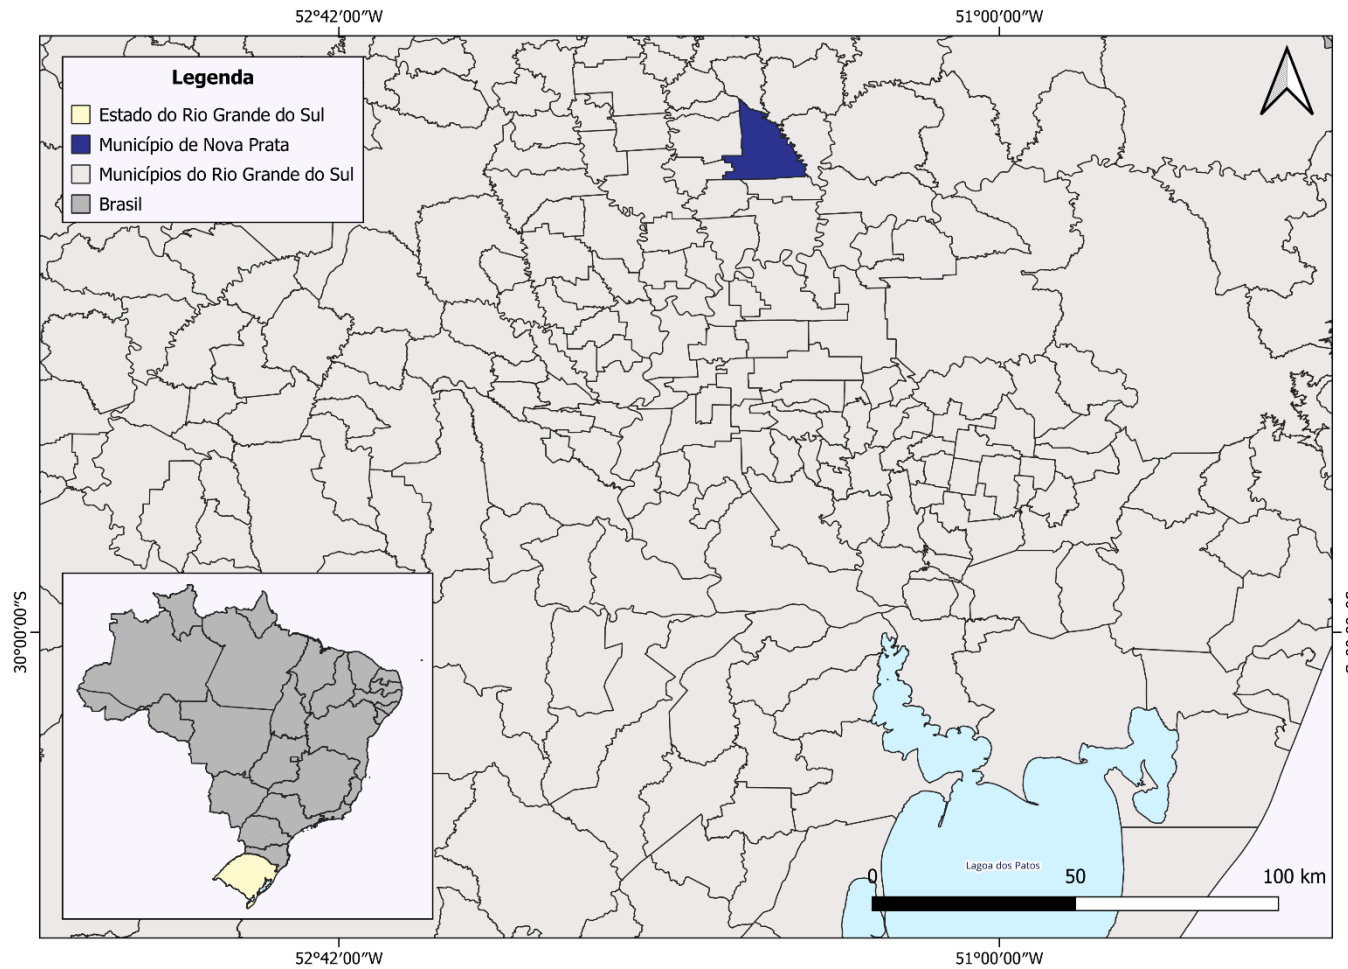 52°42′00″W
51°00′00″W
Legenda
Estado do Rio Grande do Sul
Município de Nova Prata
Municípios do Rio Grande do Sul
Brasil
30°00′00″S
Lagoa dos Patos
0
50
100 km
52°42′00″W
51°00′00″W